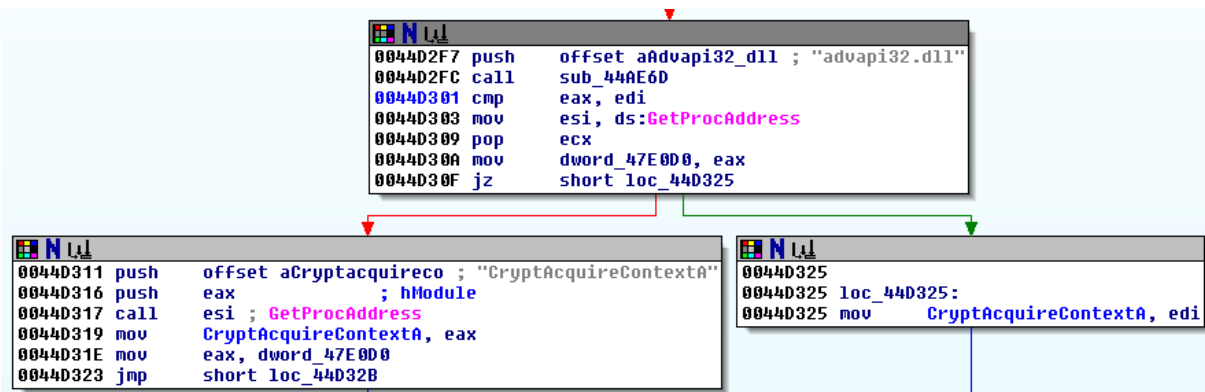 0044D2F7 push offset aAdvapi32_dll ; "advapi32.dll"
0044D2FC call sub_44AE6D
0044D301 cmp eax, edi
0044D303 mov esi, ds:GetProcAddress
0044D309 pop ecx
0044D30A mov dword_47E0D0, eax
0044D30F jz short loc_44D325
0044D311 push offset aCryptacquireco ; "CryptAcquireContextA"
0044D316 push eax ; hModule
0044D317 call esi ; GetProcAddress
0044D319 mov CryptAcquireContextA, eax
0044D31E mov eax, dword_47E0D0
0044D323 jmp short loc_44D32B
0044D325
0044D325 loc_44D325:
0044D325 mov CryptAcquireContextA, edi